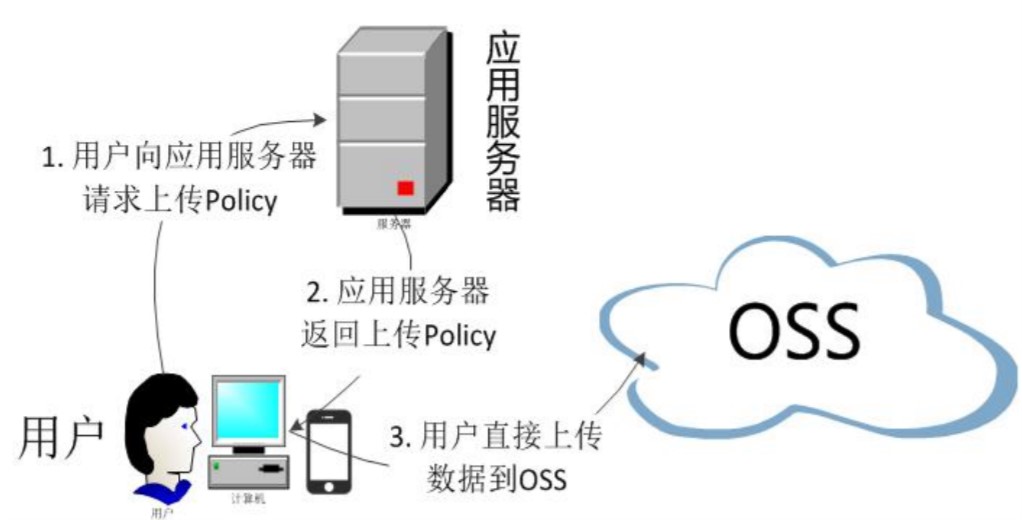 应用服务器
1. 用户向应用服务器
请求上传Policy
服务器
2. 应用服务器
返回上传Policy
OSS
用户
3. 用户直接上传
数据到OSS
计算机
用户